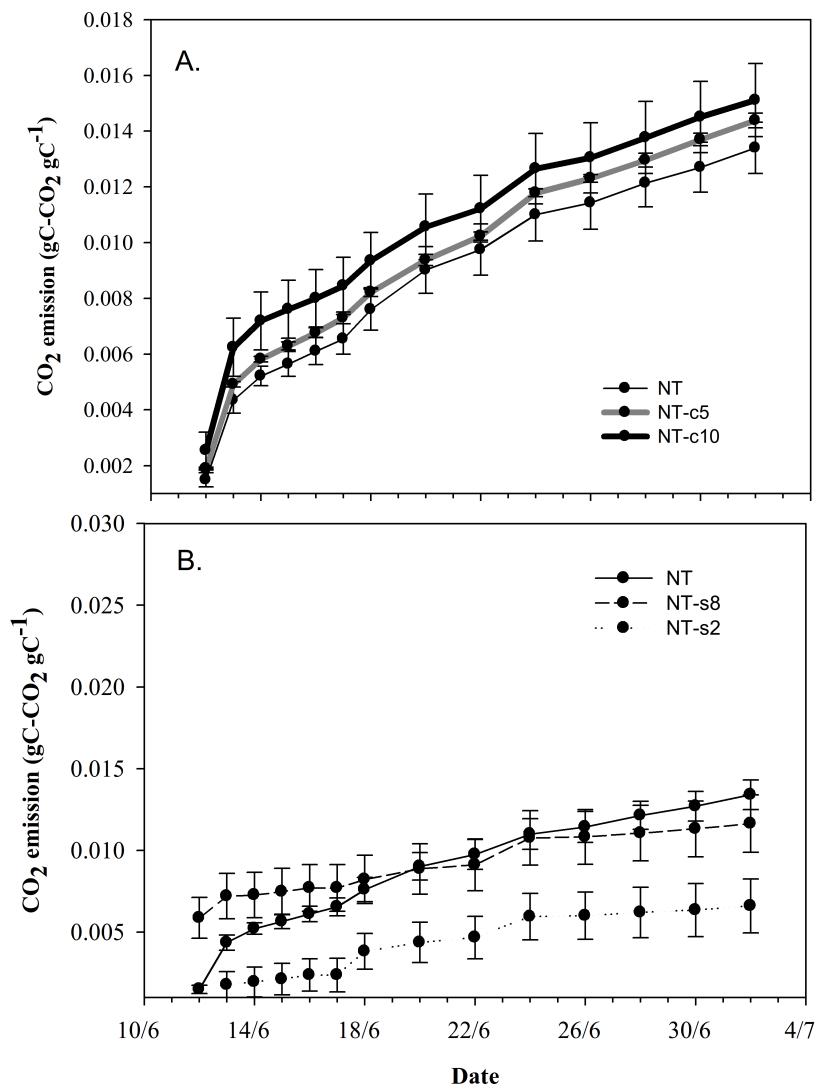 A.
0.018
0.016
0.014
0.012
0.010
0.008
0.006
0.004
0.002
CO2 emission (gC-CO2 gC-1)
NT
NT-c5
NT-c10
B.
0.030
0.025
0.020
0.015
0.010
0.005
CO2 emission (gC-CO2 gC-1)
NT
NT-s8
NT-s2
10/6 14/6 18/6 22/6 26/6 30/6 4/7
Date